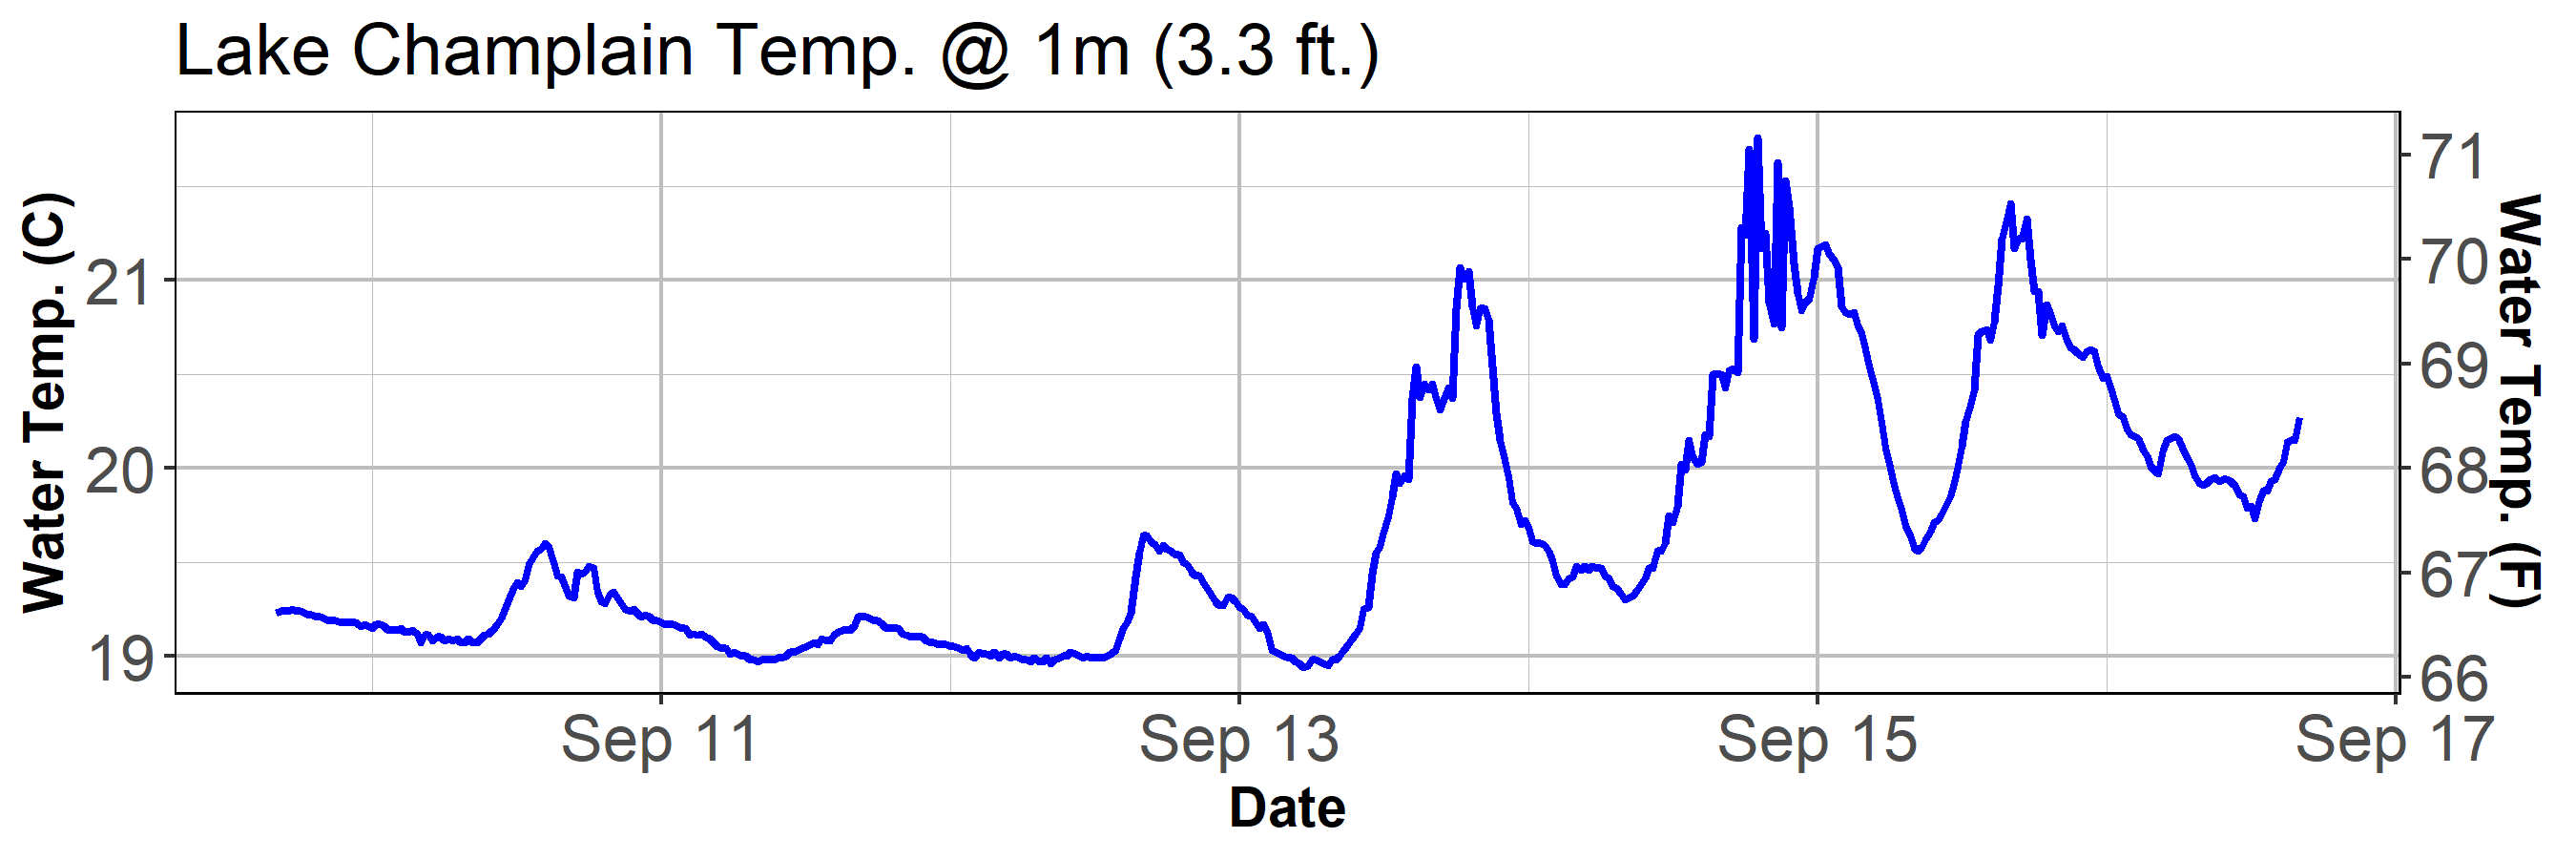 Lake Champlain Temp. @ 1m (3.3 ft.)
Water Temp. (C)
21
20
19
71
70
69
68
67
66
Water Temp. (F)
Sep 11
Sep 13
Sep 15
Sep 17
Date